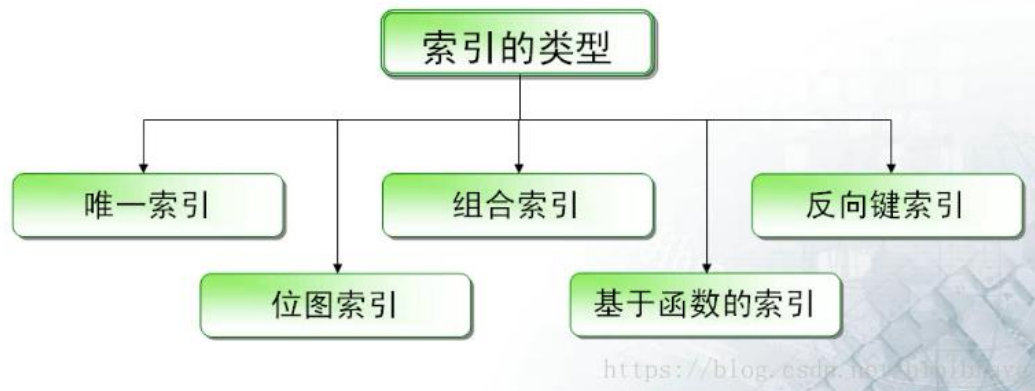 索引的类型
唯一索引
组合索引
反向键索引
位图索引
基于函数的索引
https://blog.csdn.net/